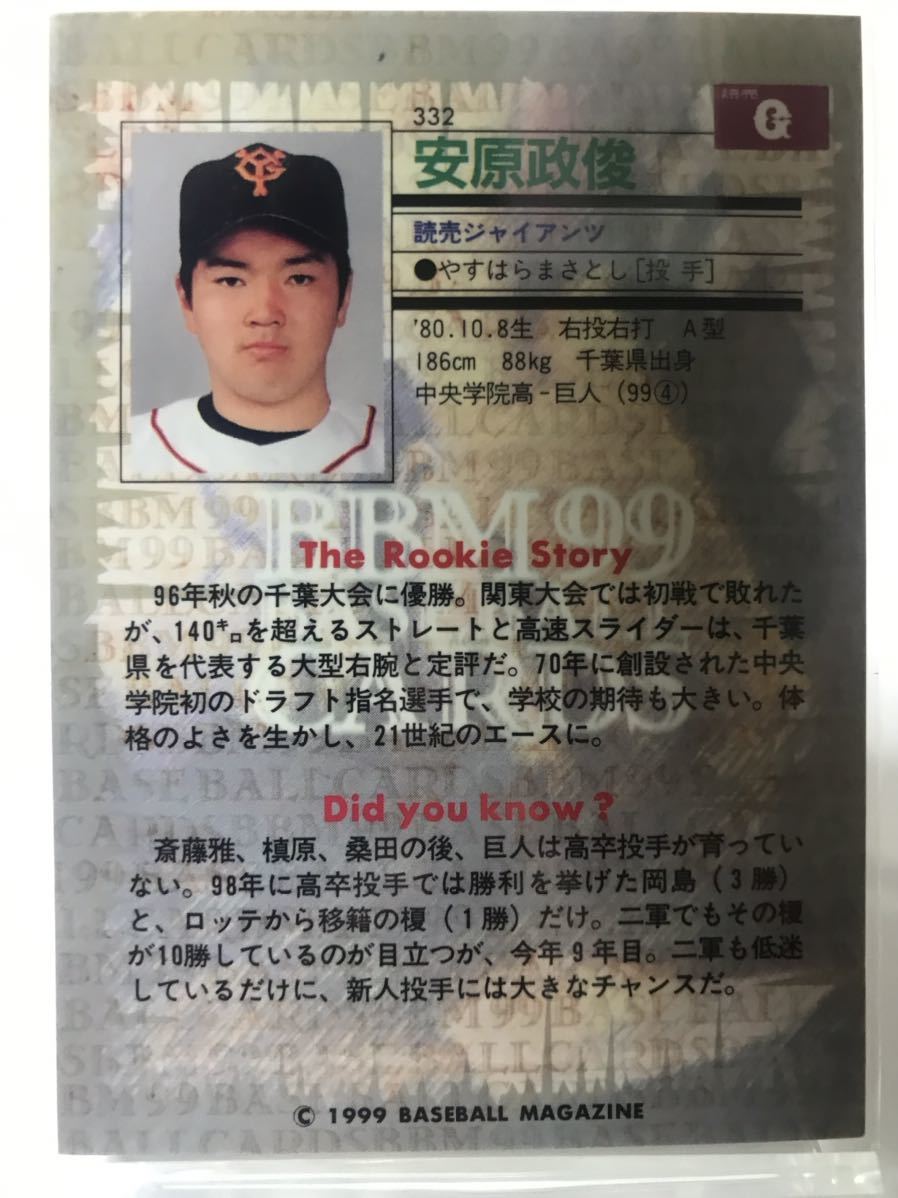 332
安原政俊
読売ジャイアンツ
●やすはらまさとし[投 手]
'80.10.8生 右投右打 A型
186cm 88kg 千葉県出身
中央学院高-巨人(99④)
G
YG
BBM 99
CARDS
The Rookie Story
96年秋の千葉大会に優勝。関東大会では初戦で敗れた
が、140㌔を超えるストレートと高速スライダーは、千葉
県を代表する大型右腕と定評だ。70年に創設された中央
学院初のドラフト指名選手で、学校の期待も大きい。体
格のよさを生かし、21世紀のエースに。
Did you know?
斎藤雅、槙原、桑田の後、巨人は高卒投手が育ってい
ない。98年に高卒投手では勝利を挙げた岡島(3勝)
と、ロッテから移籍の榎(1勝)だけ。二軍でもその榎
が10勝しているのが目立つが、今年9年目。二軍も低迷
しているだけに、新人投手には大きなチャンスだ。
© 1999 BASEBALL MAGAZINE